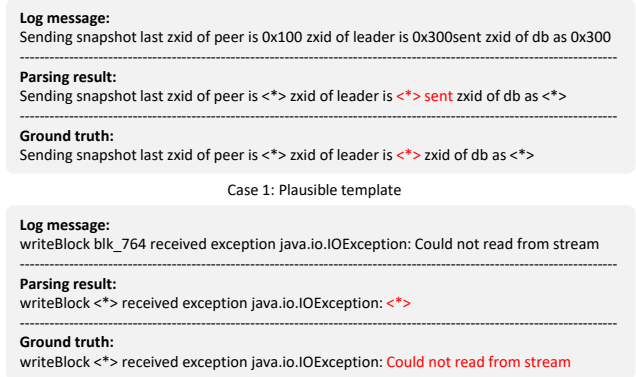 Log message:
Sending snapshot last zxid of peer is 0x100 zxid of leader is 0x300sent zxid of db as 0x300
Parsing result:
Sending snapshot last zxid of peer is <*> zxid of leader is <*> sent zxid of db as <*>
Ground truth:
Sending snapshot last zxid of peer is <*> zxid of leader is <*> zxid of db as <*>
Case 1: Plausible template
Log message:
writeBlock blk_764 received exception java.io.IOException: Could not read from stream
Parsing result:
writeBlock <*> received exception java.io.IOException: <*>
Ground truth:
writeBlock <*> received exception java.io.IOException: Could not read from stream